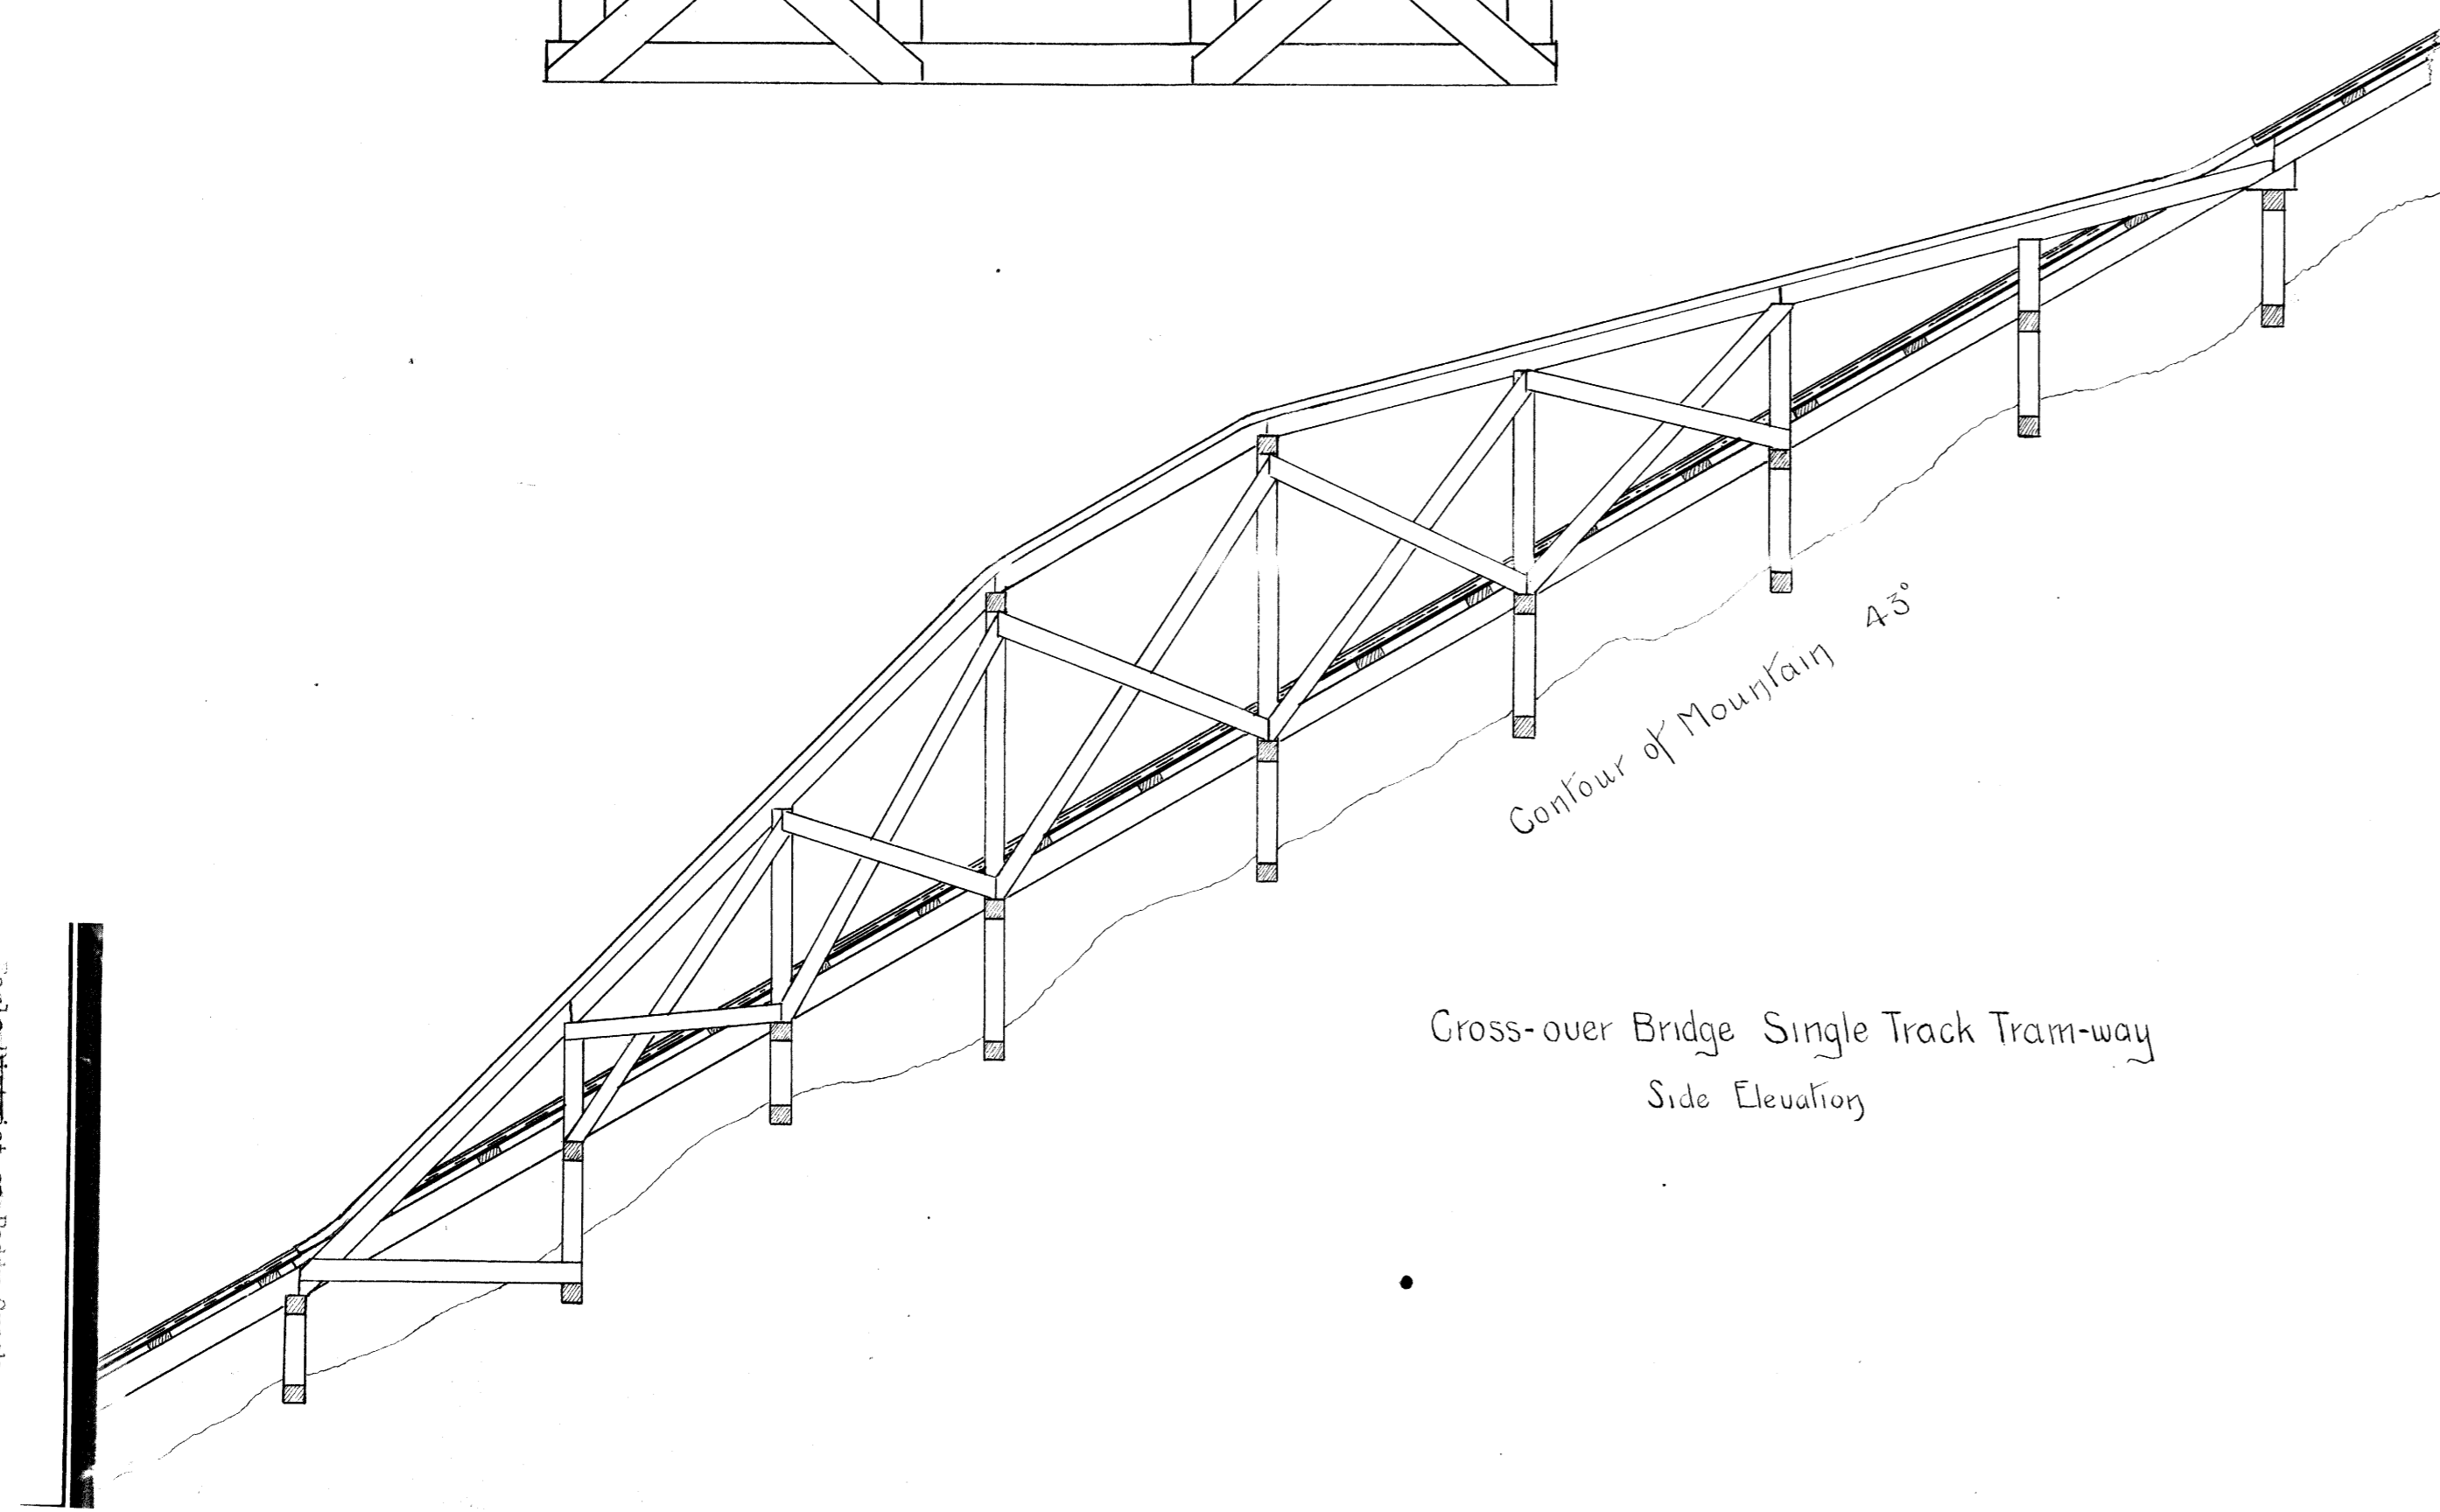 Contour of Mountain 43°
Cross-over Bridge Single Track Tram-way
Side Elevation